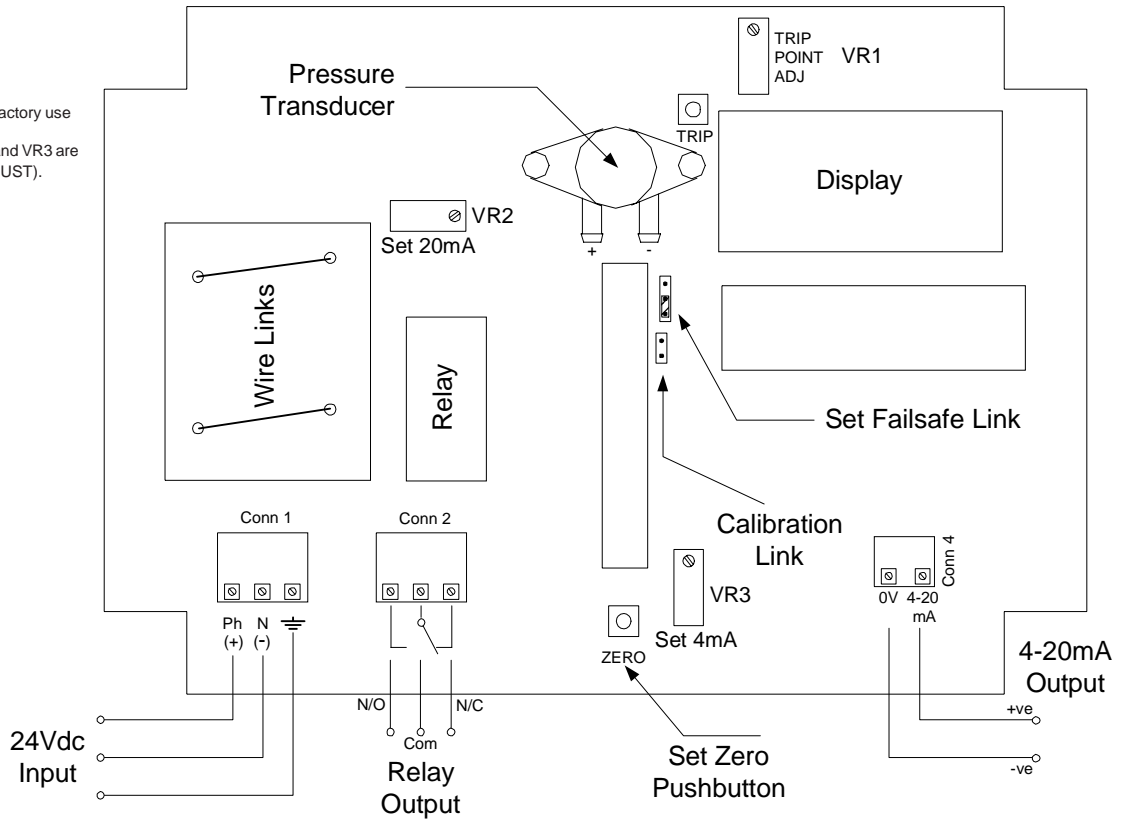 actory use
and VR3 are
UST).
Pressure
Transducer
TRIP
POINT
ADJ
VR1
TRIP
Display
VR2
Set 20mA
+
-
Wire Links
Relay
Set Failsafe Link
Calibration
Link
Conn 1
Conn 2
Conn 4
VR3
Set 4mA
ZERO
0V
4-20
mA
Ph
(+)
N
(-)
N/O
N/C
Com
24Vdc
Input
Relay
Output
Set Zero
Pushbutton
4-20mA
Output
+ve
-ve